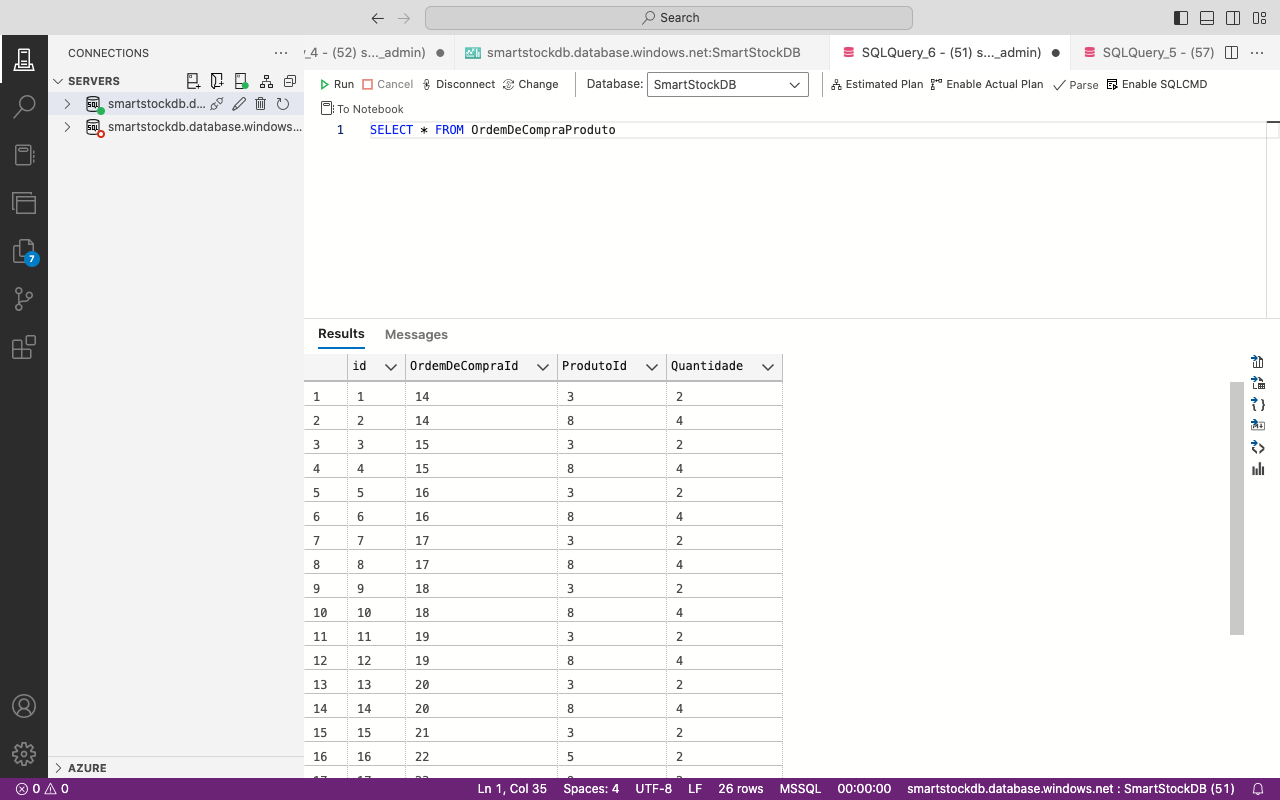 Search
CONNECTIONS
SERVERS
smartstockdb.d...
smartstockdb.database.windows...
AZURE
7
_4 - (52) s..._admin)
smartstockdb.database.windows.net:SmartStockDB
SQLQuery_6 - (51) s..._admin)
SQLQuery_5 - (57)
Run Cancel Disconnect Change Database: SmartStockDB Estimated Plan Enable Actual Plan Parse Enable SQLCMD
To Notebook
1 SELECT * FROM OrdemDeCompraProduto
Results Messages
id OrdemDeCompraId ProdutoId Quantidade
1 1 14 3 2
2 2 14 8 4
3 3 15 3 2
4 4 15 8 4
5 5 16 3 2
6 6 16 8 4
7 7 17 3 2
8 8 17 8 4
9 9 18 3 2
10 10 18 8 4
11 11 19 3 2
12 12 19 8 4
13 13 20 3 2
14 14 20 8 4
15 15 21 3 2
16 16 22 5 2
0 0 Ln 1, Col 35 Spaces: 4 UTF-8 LF 26 rows MSSQL 00:00:00 smartstockdb.database.windows.net : SmartStockDB (51)